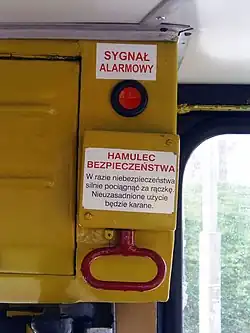 SYGNAŁ
ALARMOWY
HAMULEC
BEZPIECZEŃSTWA
W razie niebezpieczeństwa
silnie pociągnąć za rączkę.
Nieuzasadnione użycie
będzie karane.